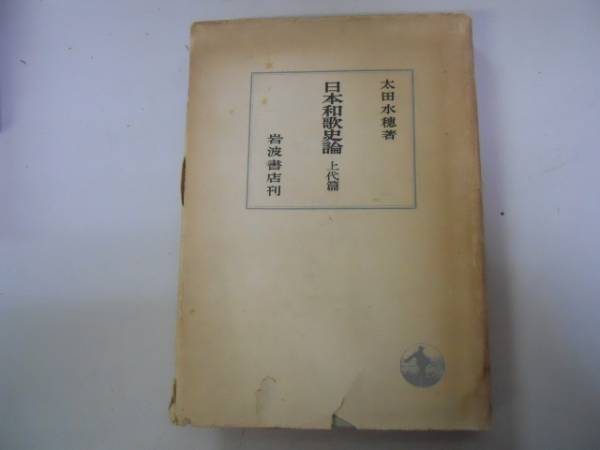 太田水穂著
日本和歌史論 上代篇
岩波書店刊